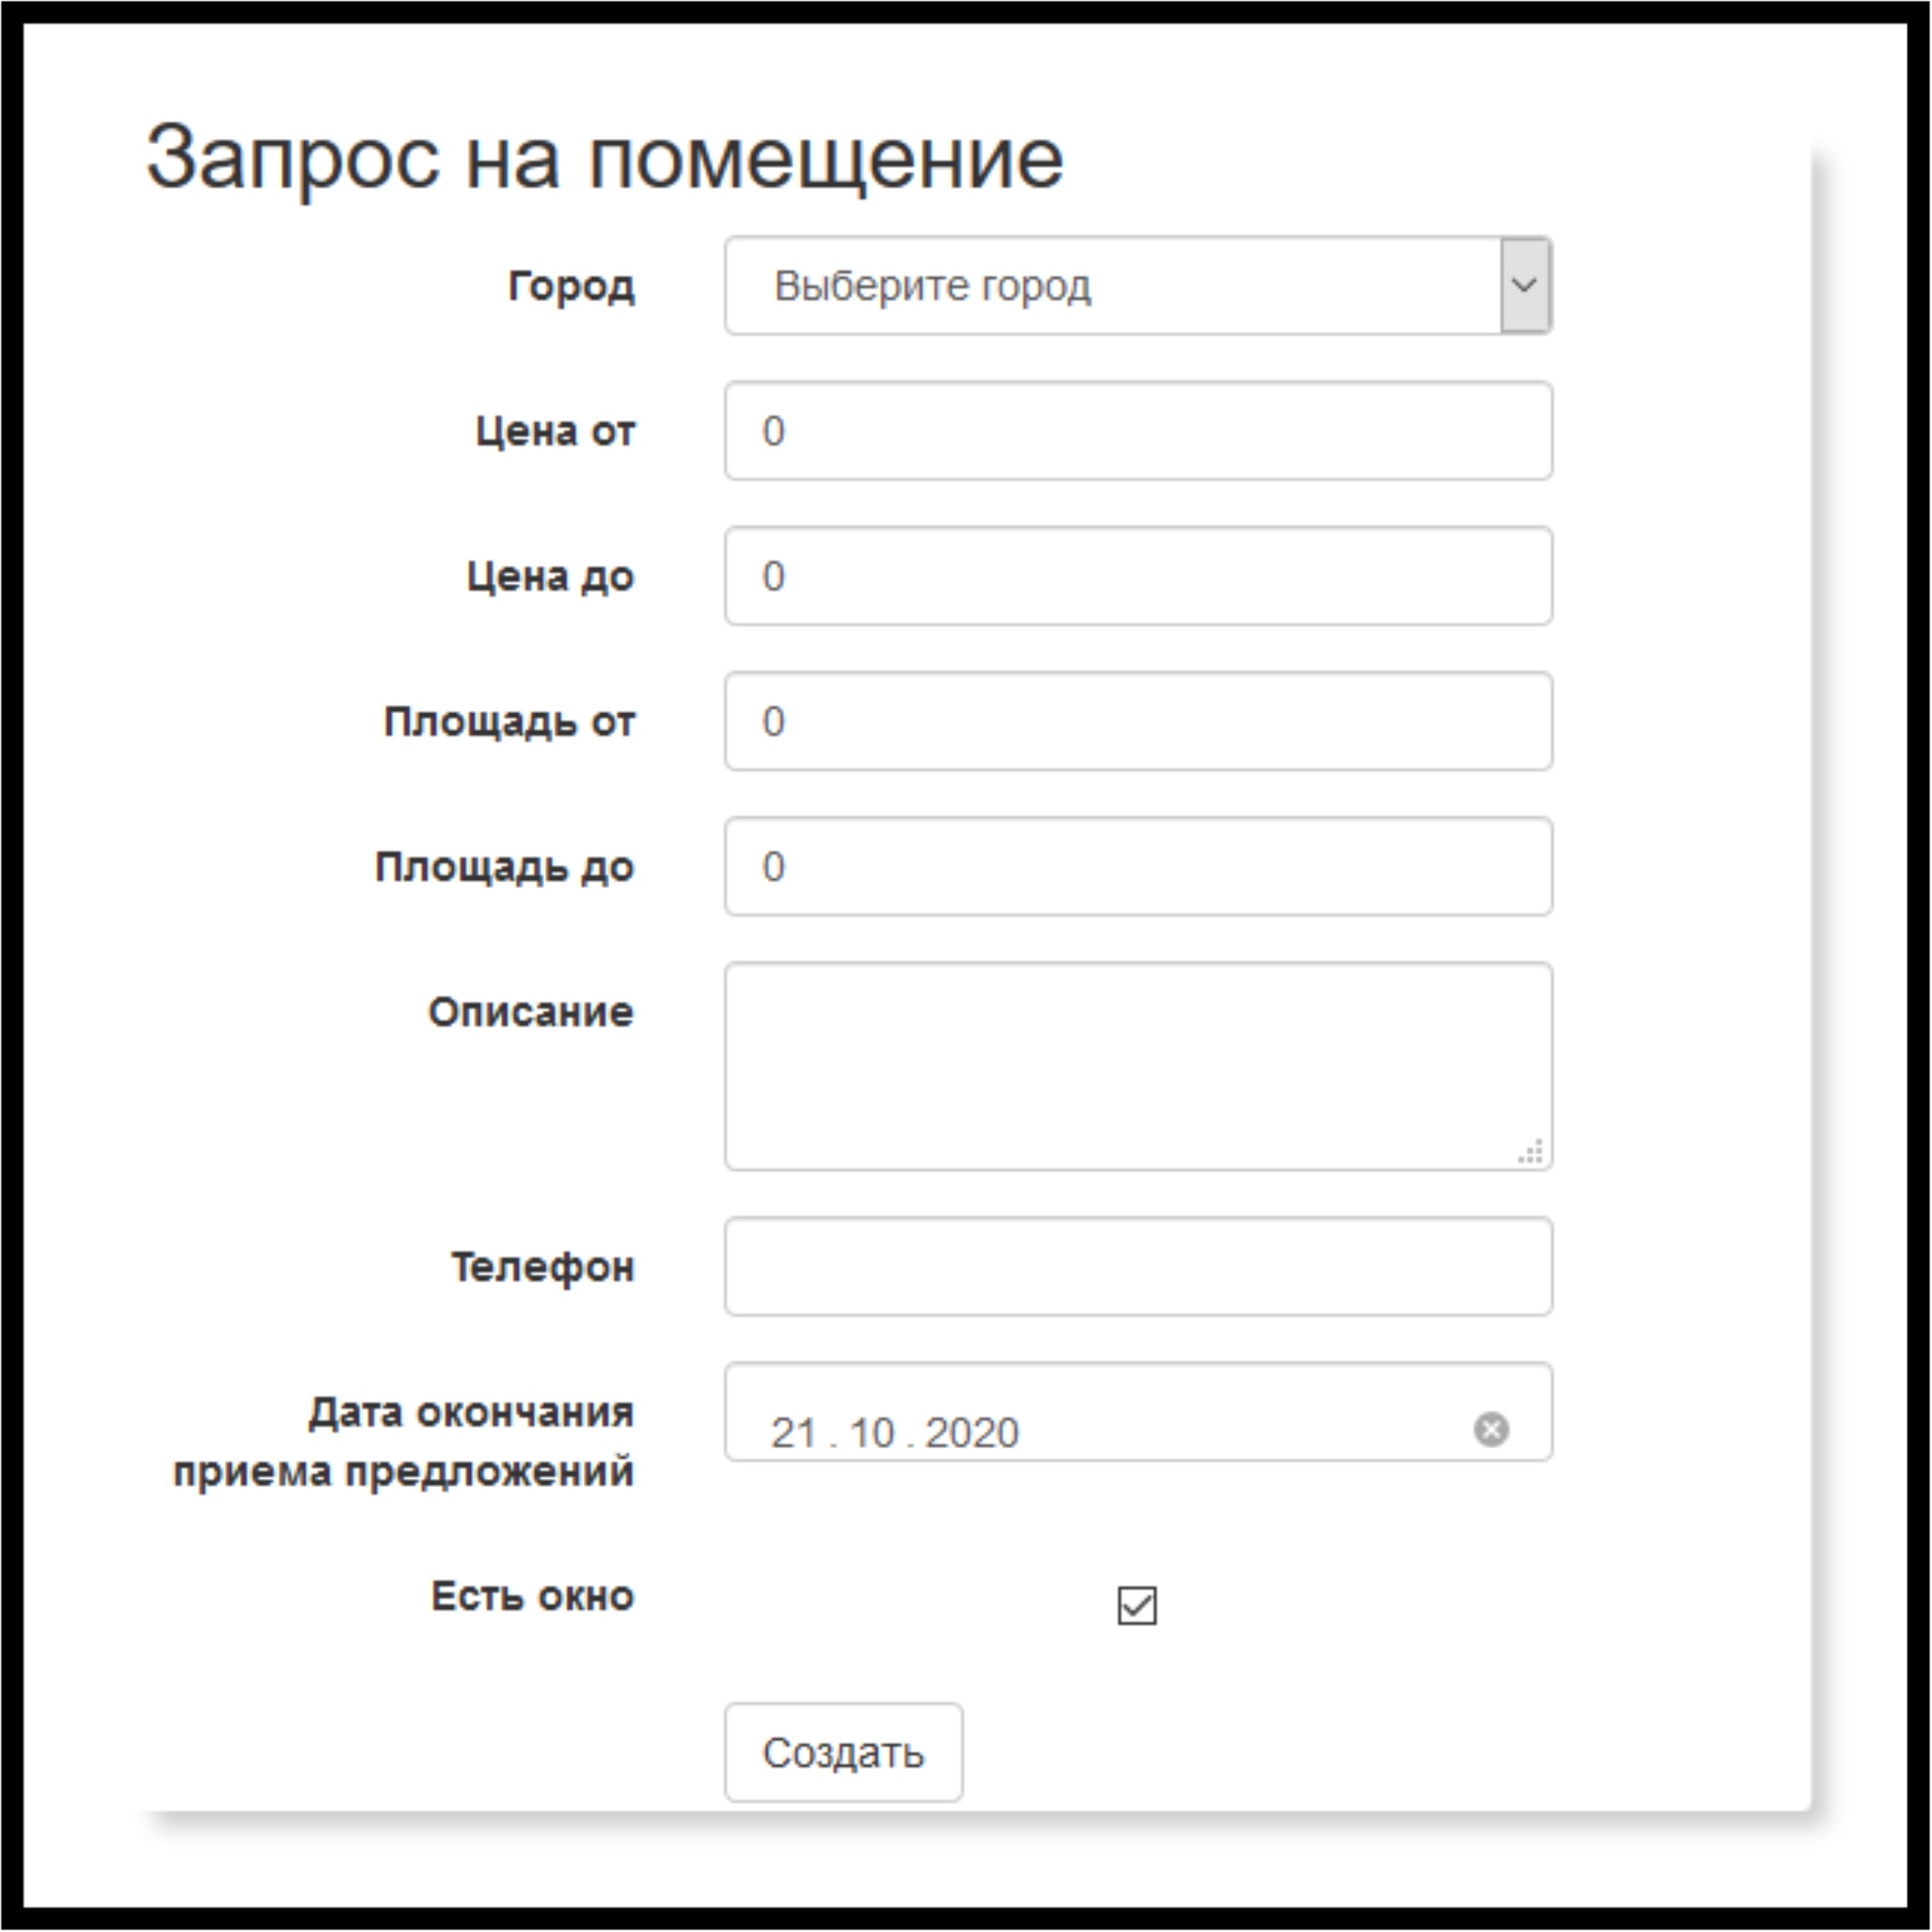 Запрос на помещение
Город Выберите город
Цена от 0
Цена до 0
Площадь от 0
Площадь до 0
Описание
Телефон
Дата окончания
приема предложений
21 . 10 . 2020
Есть окно
Создать